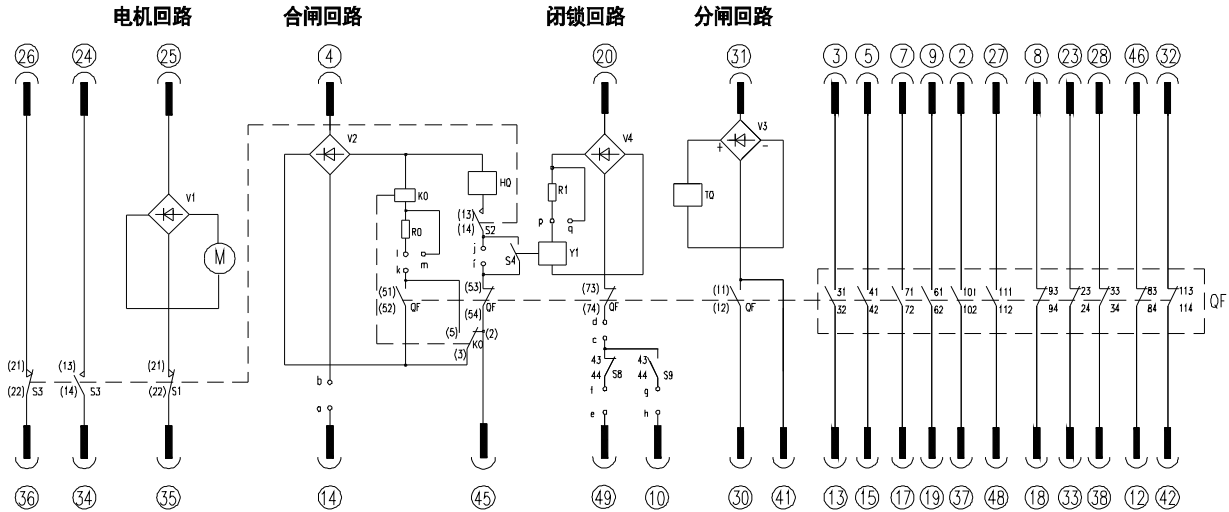 电机回路 合闸回路 闭锁回路 分闸回路
26 24 25 4 20 31 3 5 7 9 2 27 8 23 28 46 32
V2 V4 V3
+ -
K0 HQ R1 TQ
V1 (13) p q
R0 (14) S2
M l m j S4 Y1
k i
(51) (53) (73) (11) 31 41 71 61 101 111 93 23 33 83 113
(52) QF QF (74) QF (12) QF 32 42 72 62 102 112 94 24 34 84 114 QF
(54)
(5) (2) d
K0 c
(3)
(21) (13) (21) 43 43
(22) S3 (14) S3 (22) S1 b 44 S8 44 S9
f g
a e h
36 34 35 14 45 49 10 30 41 13 15 17 19 37 48 18 33 38 12 42